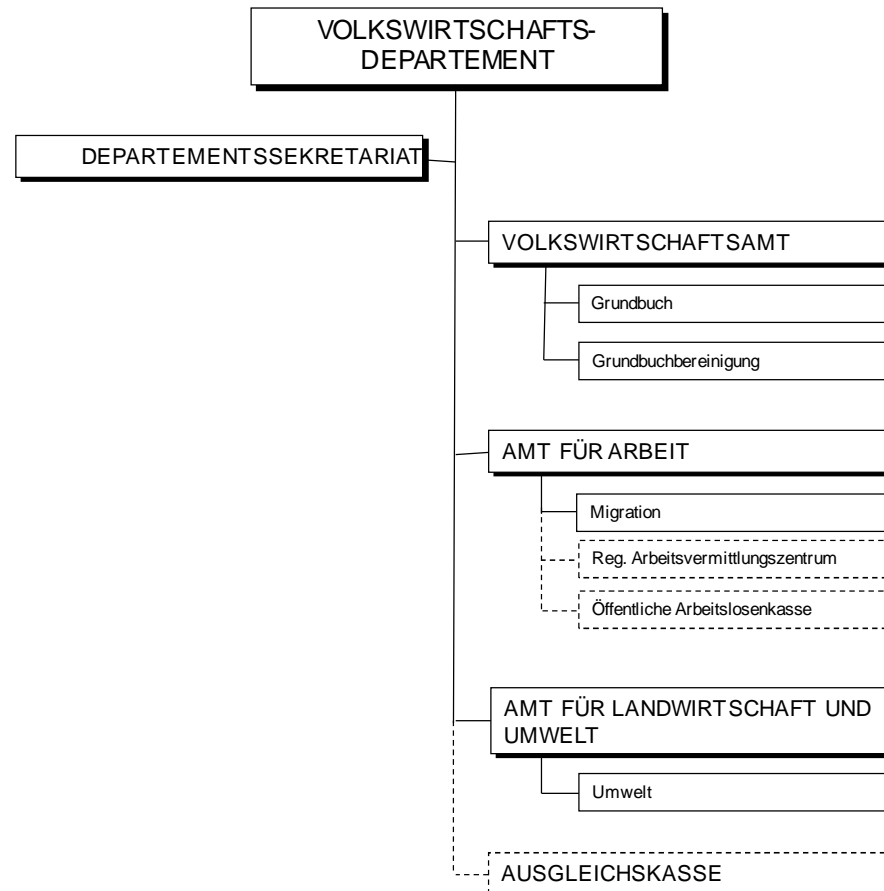 VOLKSWIRTSCHAFTS-
DEPARTEMENT
DEPARTEMENTSSEKRETARIAT
VOLKSWIRTSCHAFTSAMT
Grundbuch
Grundbuchbereinigung
AMT FÜR ARBEIT
Migration
Reg. Arbeitsvermittlungszentrum
Öffentliche Arbeitslosenkasse
AMT FÜR LANDWIRTSCHAFT UND
UMWELT
Umwelt
AUSGLEICHSKASSE